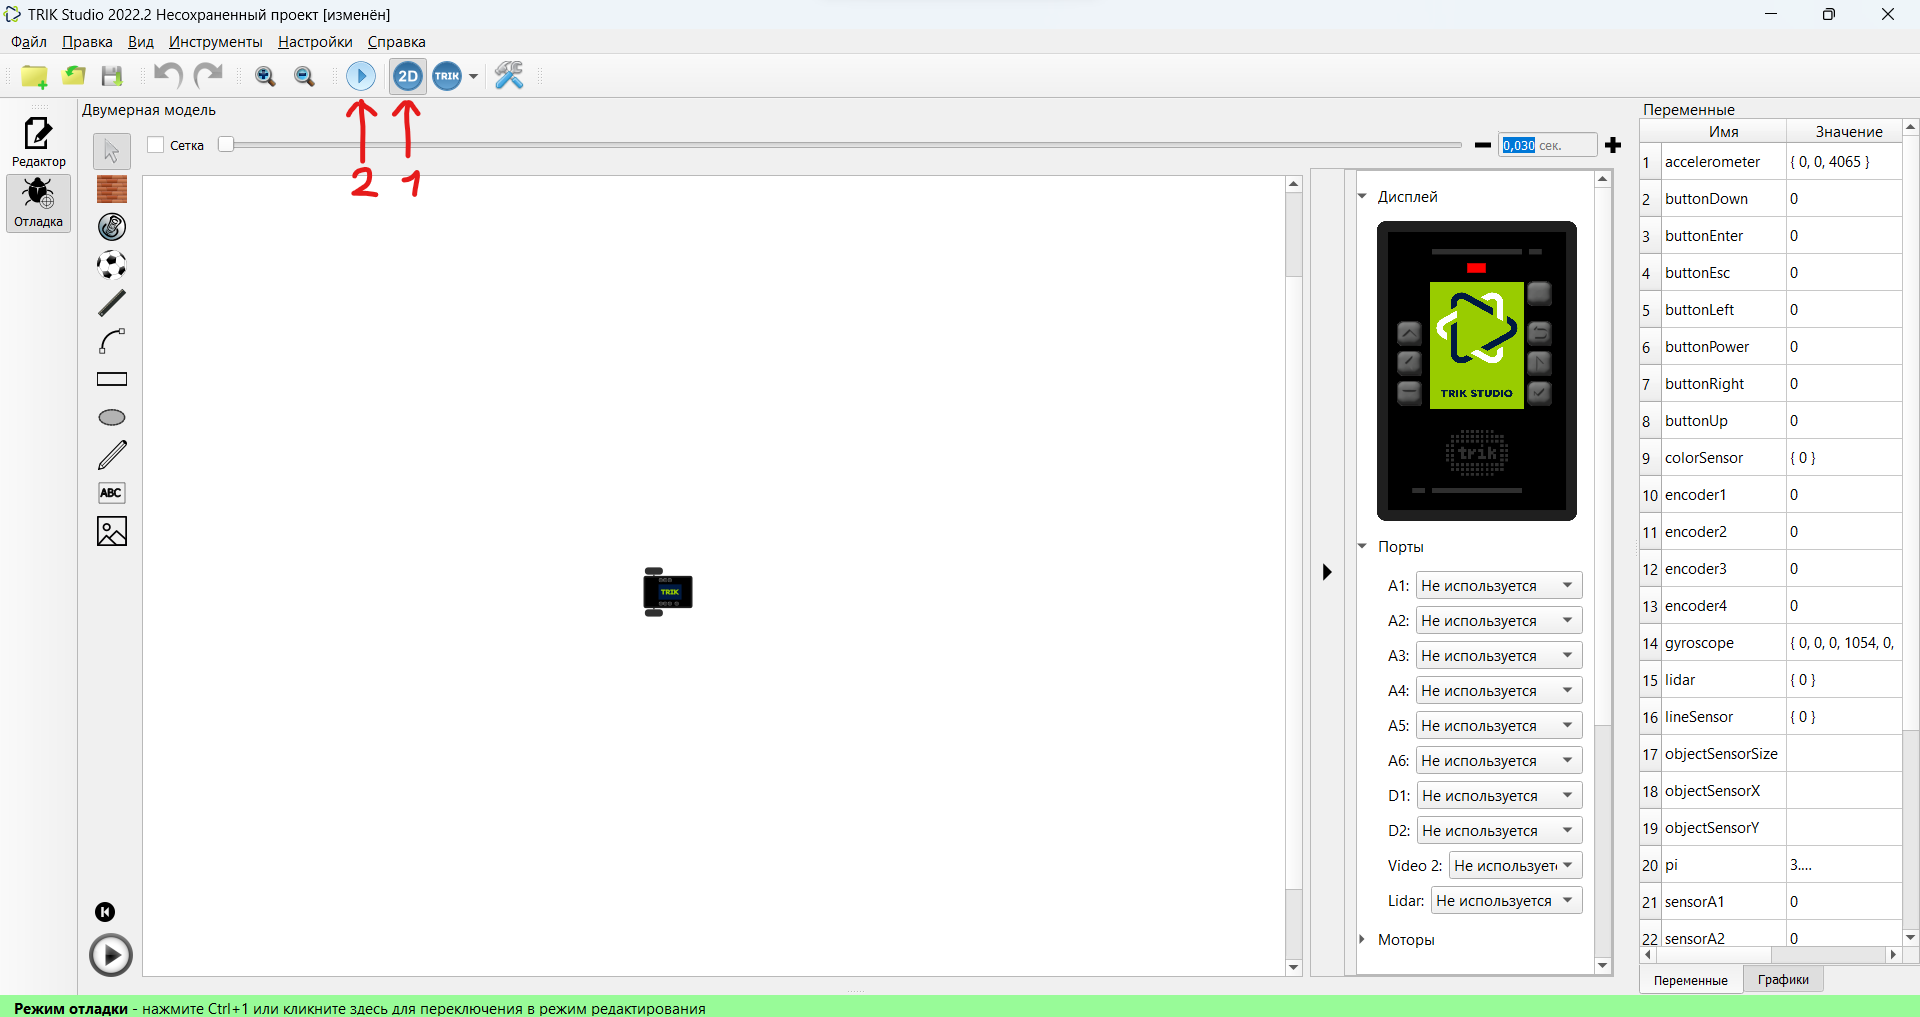 TRIK Studio 2022.2 Несохраненный проект [изменён]
Файл Правка Вид Инструменты Настройки Справка
2D TRIK
Двумерная модель
Редактор
Отладка
Сетка
0,030 сек.
2 1
ABC
TRIK
Дисплей
TRIK STUDIO
trik
Порты
A1: Не используется
A2: Не используется
A3: Не используется
A4: Не используется
A5: Не используется
A6: Не используется
D1: Не используется
D2: Не используется
Video 2: Не используетс
Lidar: Не используется
Моторы
Переменные
Имя Значение
1 accelerometer { 0, 0, 4065 }
2 buttonDown 0
3 buttonEnter 0
4 buttonEsc 0
5 buttonLeft 0
6 buttonPower 0
7 buttonRight 0
8 buttonUp 0
9 colorSensor { 0 }
10 encoder1 0
11 encoder2 0
12 encoder3 0
13 encoder4 0
14 gyroscope { 0, 0, 0, 1054, 0,
15 lidar { 0 }
16 lineSensor { 0 }
17 objectSensorSize
18 objectSensorX
19 objectSensorY
20 pi 3....
21 sensorA1 0
22 sensorA2 0
Переменные Графики
Режим отладки - нажмите Ctrl+1 или кликните здесь для переключения в режим редактирования